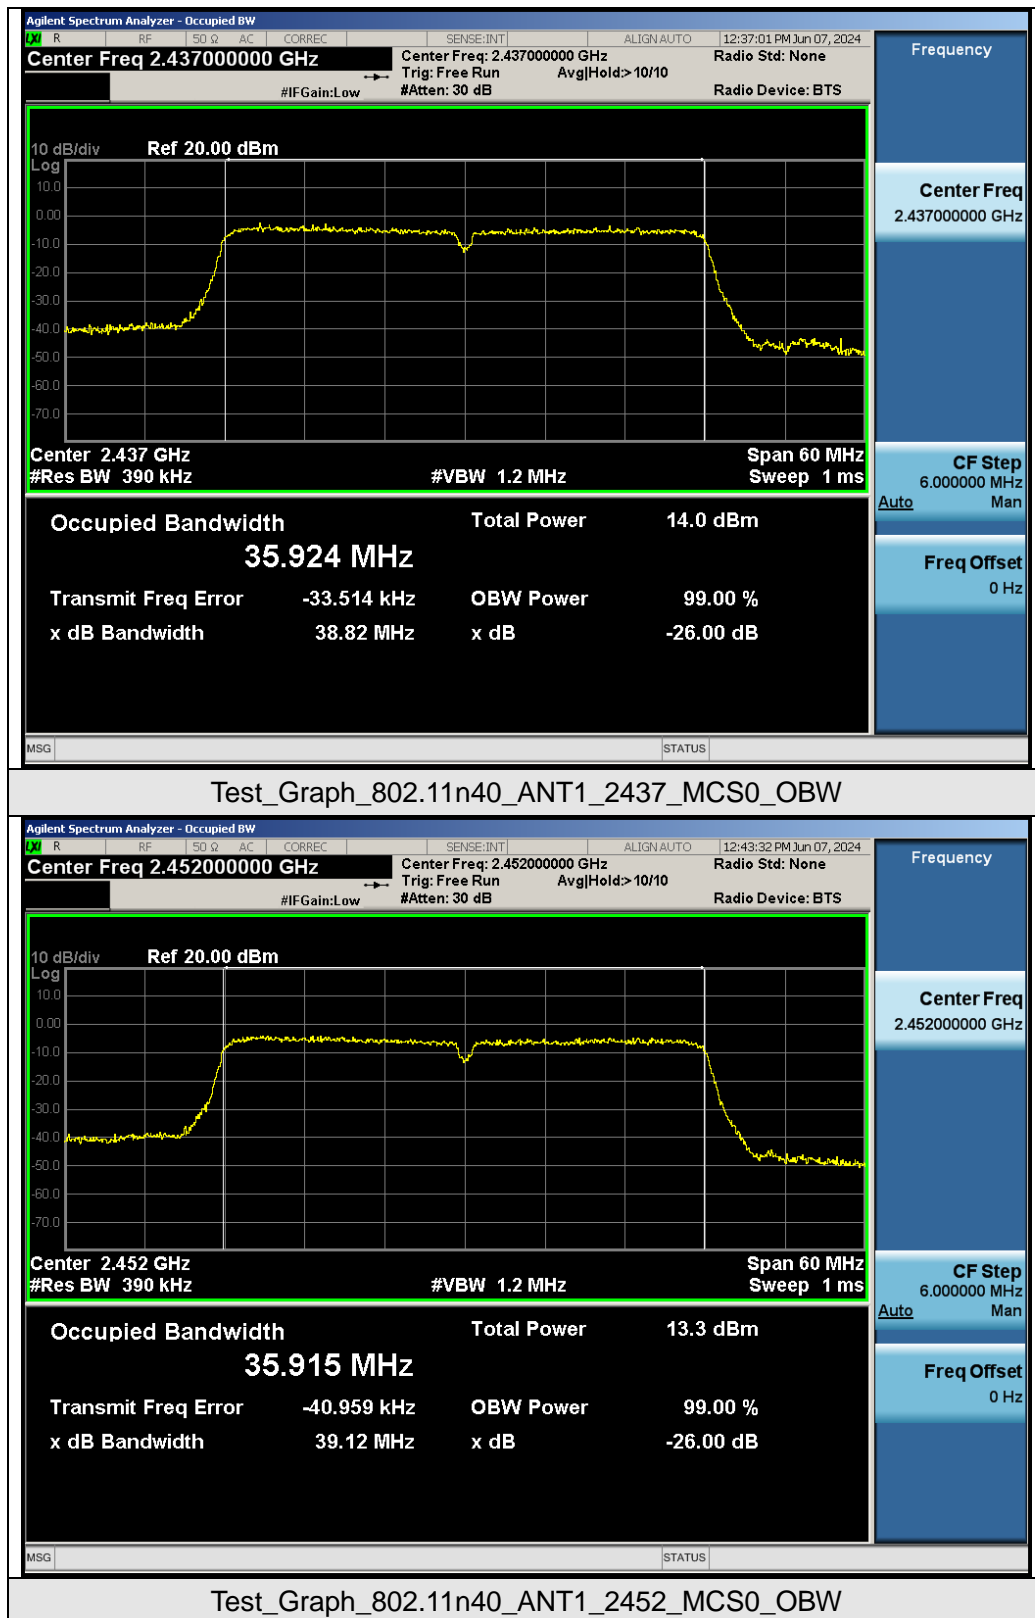 Agilent Spectrum Analyzer - Occupied BW
LXI R RF 50 Ω AC CORREC SENSE:INT ALIGN AUTO 12:37:01 PM Jun 07, 2024
Center Freq 2.437000000 GHz Center Freq: 2.437000000 GHz Radio Std: None Frequency
Trig: Free Run Avg|Hold:>10/10
#IFGain:Low #Atten: 30 dB Radio Device: BTS
10 dB/div Ref 20.00 dBm
Log
10.0
0.00
-10.0
-20.0
-30.0
-40.0
-50.0
-60.0
-70.0
Center 2.437 GHz Span 60 MHz
#Res BW 390 kHz #VBW 1.2 MHz Sweep 1 ms
Center Freq
2.437000000 GHz
CF Step
6.000000 MHz
Auto Man
Freq Offset
0 Hz
Occupied Bandwidth Total Power 14.0 dBm
35.924 MHz
Transmit Freq Error -33.514 kHz OBW Power 99.00 %
x dB Bandwidth 38.82 MHz x dB -26.00 dB
MSG STATUS
Test_Graph_802.11n40_ANT1_2437_MCS0_OBW
Agilent Spectrum Analyzer - Occupied BW
LXI R RF 50 Ω AC CORREC SENSE:INT ALIGN AUTO 12:43:32 PM Jun 07, 2024
Center Freq 2.452000000 GHz Center Freq: 2.452000000 GHz Radio Std: None Frequency
Trig: Free Run Avg|Hold:>10/10
#IFGain:Low #Atten: 30 dB Radio Device: BTS
10 dB/div Ref 20.00 dBm
Log
10.0
0.00
-10.0
-20.0
-30.0
-40.0
-50.0
-60.0
-70.0
Center 2.452 GHz Span 60 MHz
#Res BW 390 kHz #VBW 1.2 MHz Sweep 1 ms
Center Freq
2.452000000 GHz
CF Step
6.000000 MHz
Auto Man
Freq Offset
0 Hz
Occupied Bandwidth Total Power 13.3 dBm
35.915 MHz
Transmit Freq Error -40.959 kHz OBW Power 99.00 %
x dB Bandwidth 39.12 MHz x dB -26.00 dB
MSG STATUS
Test_Graph_802.11n40_ANT1_2452_MCS0_OBW